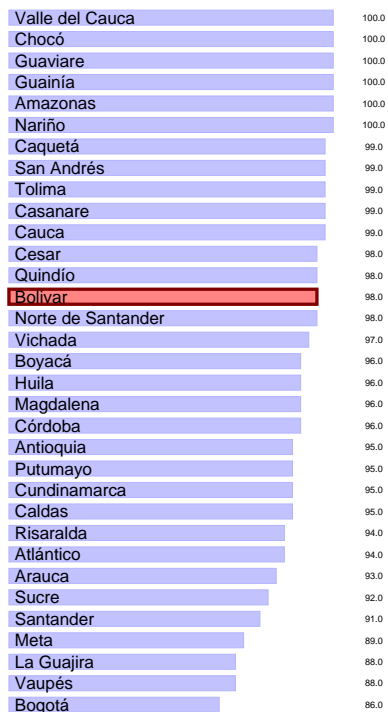 Valle del Cauca 100.0
Chocó 100.0
Guaviare 100.0
Guainía 100.0
Amazonas 100.0
Nariño 100.0
Caquetá 99.0
San Andrés 99.0
Tolima 99.0
Casanare 99.0
Cauca 99.0
Cesar 98.0
Quindío 98.0
Bolivar 98.0
Norte de Santander 98.0
Vichada 97.0
Boyacá 96.0
Huila 96.0
Magdalena 96.0
Córdoba 96.0
Antioquia 95.0
Putumayo 95.0
Cundinamarca 95.0
Caldas 95.0
Risaralda 94.0
Atlántico 94.0
Arauca 93.0
Sucre 92.0
Santander 91.0
Meta 89.0
La Guajira 88.0
Vaupés 88.0
Bogotá 86.0